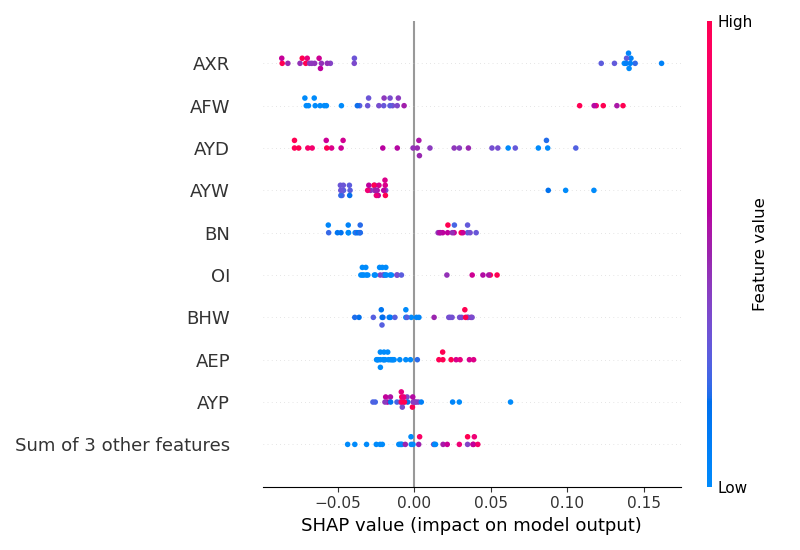 High
AXR
AFW
AYD
AYW
BN
OI
BHW
AEP
AYP
Sum of 3 other features
Feature value
Low
−0.05 0.00 0.05 0.10 0.15
SHAP value (impact on model output)